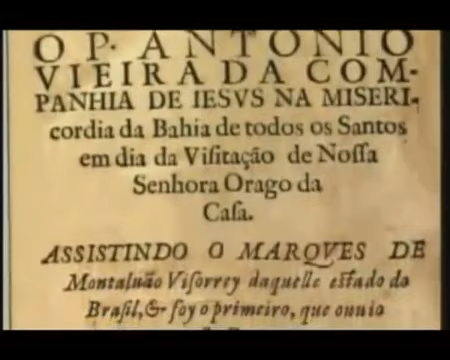 O P. ANTONIO
VIEIRA DA COM-
PANHIA DE IESVS NA MISERI-
cordia da Bahia de todos os Santos
em dia da Viſitação de Noſſa
Senhora Orago da
Caſa.
ASSISTINDO O MARQVES DE
Montaluão Viſorrey daquelle eſtado do
Braſil, & foy o primeiro, que ouuio